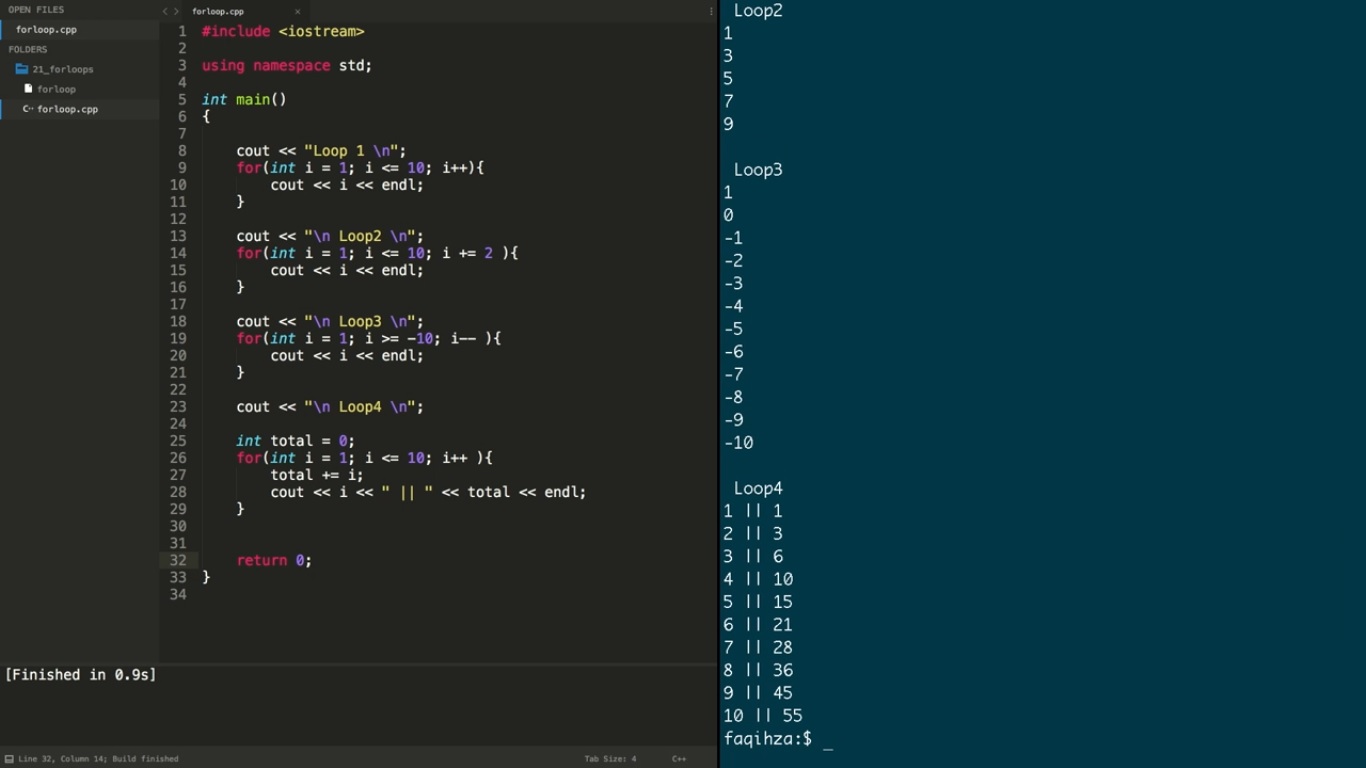 OPEN FILES
forloop.cpp
FOLDERS
21_forloops
forloop
C++ forloop.cpp
forloop.cpp ×
1 #include <iostream>
2
3 using namespace std;
4
5 int main()
6 {
7
8     cout << "Loop 1 \n";
9     for(int i = 1; i <= 10; i++){
10         cout << i << endl;
11     }
12
13     cout << "\n Loop2 \n";
14     for(int i = 1; i <= 10; i += 2 ){
15         cout << i << endl;
16     }
17
18     cout << "\n Loop3 \n";
19     for(int i = 1; i >= -10; i-- ){
20         cout << i << endl;
21     }
22
23     cout << "\n Loop4 \n";
24
25     int total = 0;
26     for(int i = 1; i <= 10; i++ ){
27         total += i;
28         cout << i << " || " << total << endl;
29     }
30
31
32     return 0;
33 }
34
[Finished in 0.9s]
Line 32, Column 14; Build finished
Tab Size: 4
C++
Loop2
1
3
5
7
9
Loop3
1
0
-1
-2
-3
-4
-5
-6
-7
-8
-9
-10
Loop4
1 || 1
2 || 3
3 || 6
4 || 10
5 || 15
6 || 21
7 || 28
8 || 36
9 || 45
10 || 55
faqihza:$ _